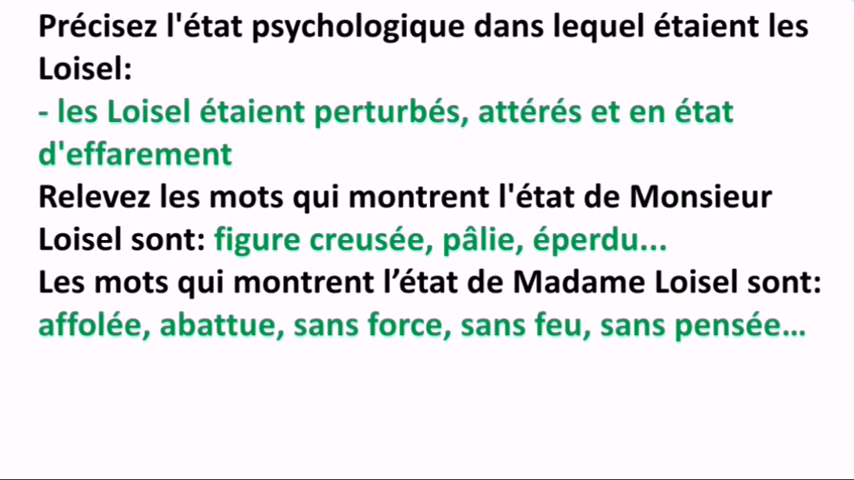 Précisez l'état psychologique dans lequel étaient les
Loisel:
- les Loisel étaient perturbés, attérés et en état
d'effarement
Relevez les mots qui montrent l'état de Monsieur
Loisel sont: figure creusée, pâlie, éperdu...
Les mots qui montrent l’état de Madame Loisel sont:
affolée, abattue, sans force, sans feu, sans pensée…